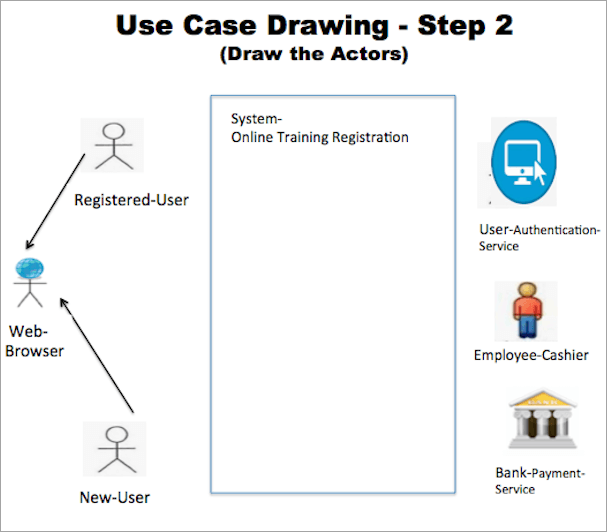 Use Case Drawing - Step 2
(Draw the Actors)
System-
Online Training Registration
Registered-User
Web-
Browser
New-User
User-Authentication-
Service
Employee-Cashier
BANK
Bank-Payment-
Service